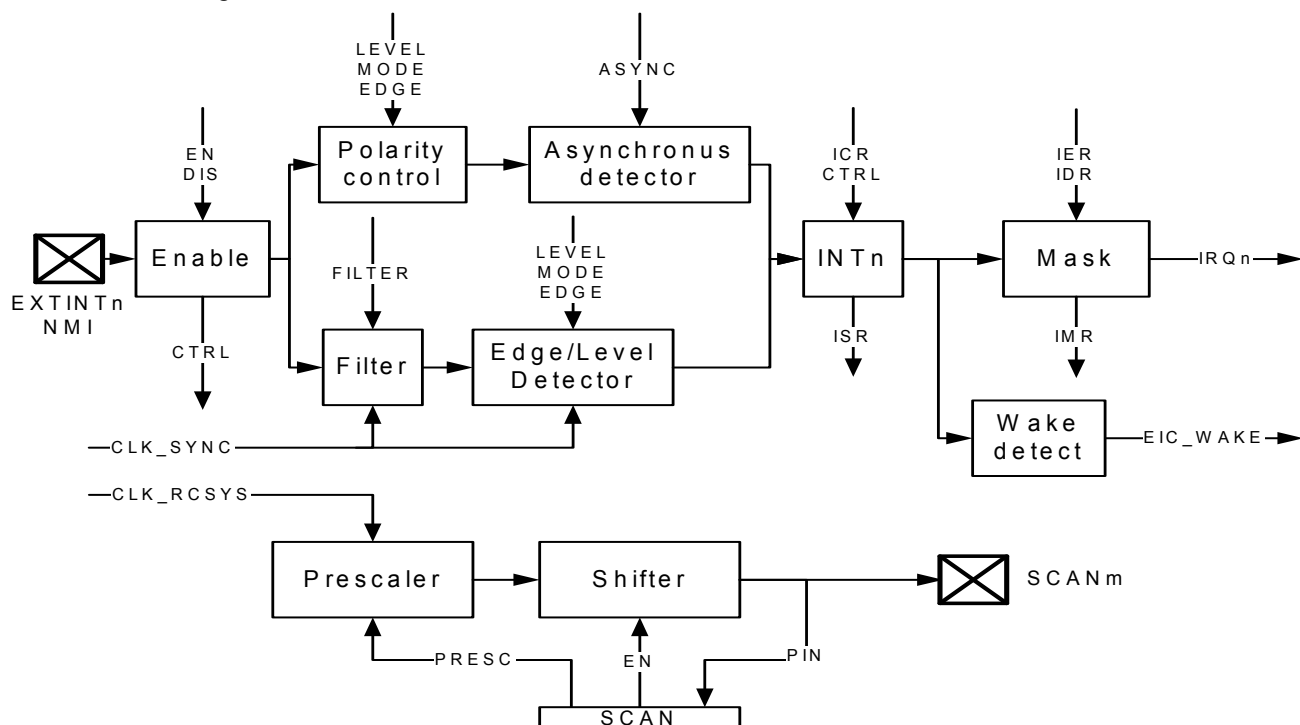 LEVEL
MODE
EDGE
ASYNC
EN
DIS
Polarity
control
Asynchronus
detector
ICR
CTRL
IER
IDR
Enable
EXTINTn
NMI
FILTER
LEVEL
MODE
EDGE
INTn
Mask
IRQn
CTRL
Filter
Edge/Level
Detector
ISR
IMR
CLK_SYNC
Wake
detect
EIC_WAKE
CLK_RCSYS
Prescaler
Shifter
SCANm
PRESC
EN
PIN
SCAN